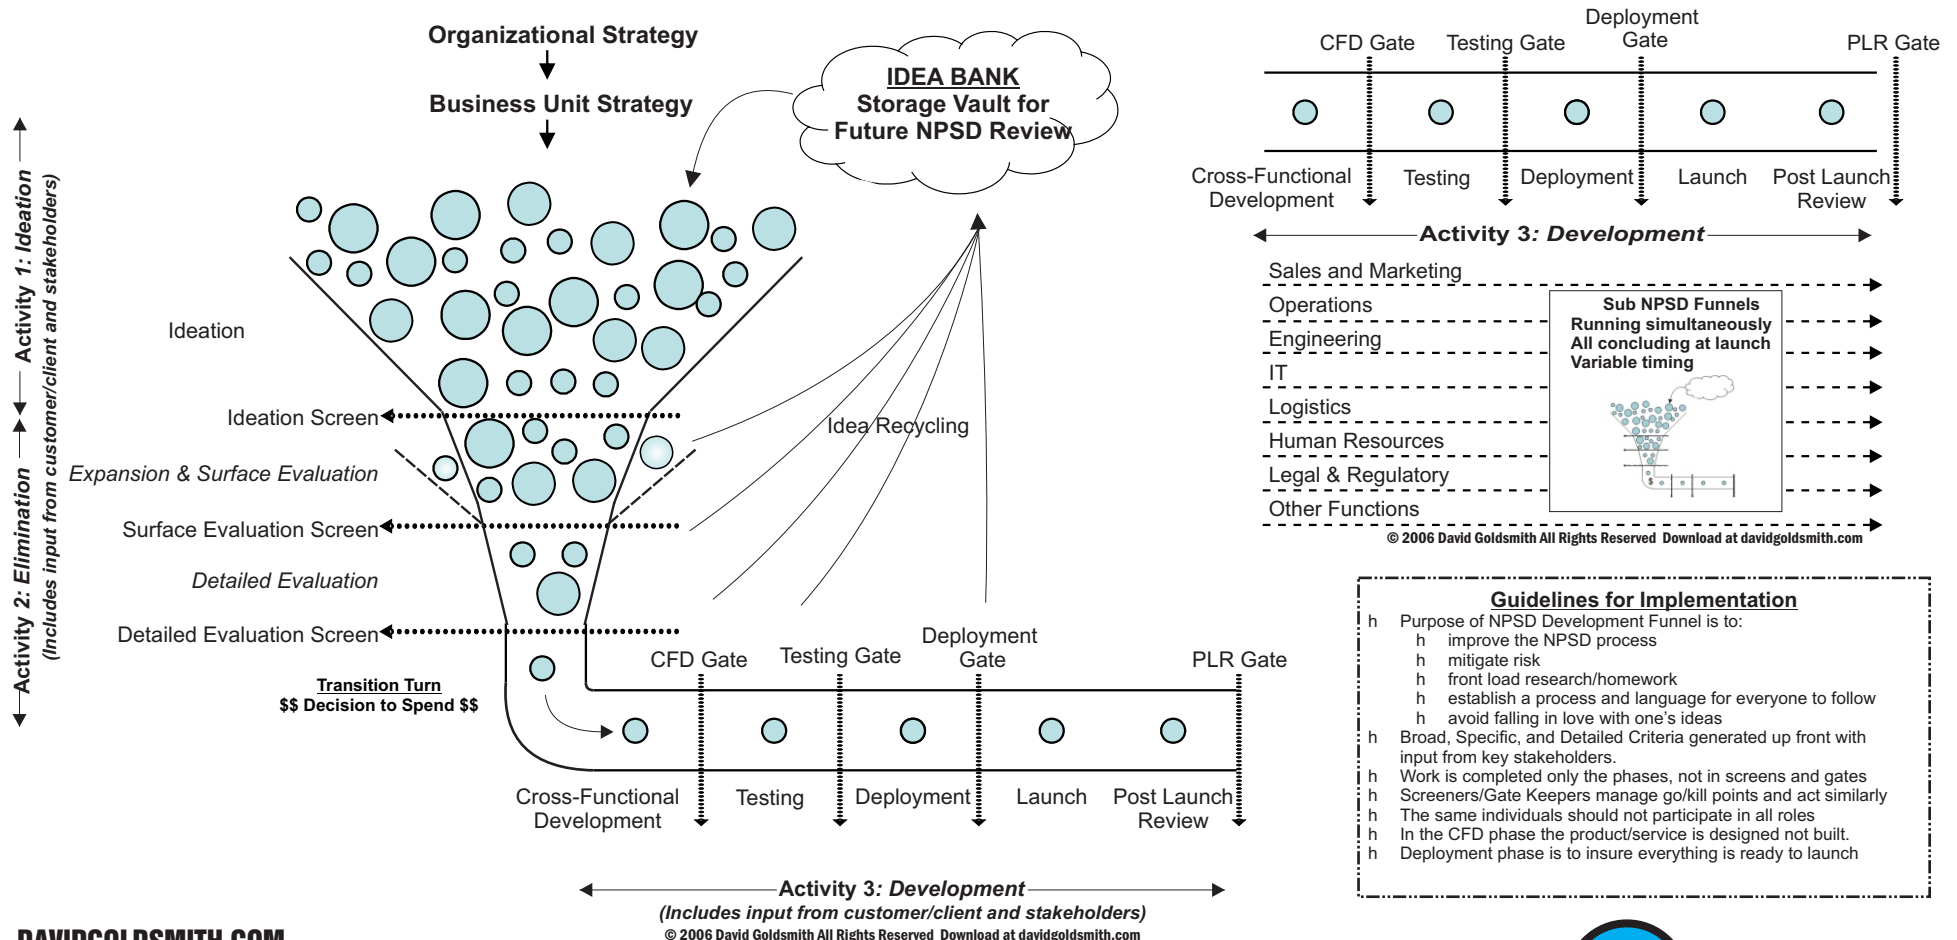 Organizational Strategy
Business Unit Strategy
IDEA BANK
Storage Vault for
Future NPSD Review
Activity 1: Ideation
Activity 2: Elimination
(Includes input from customer/client and stakeholders)
Ideation
Ideation Screen
Expansion & Surface Evaluation
Surface Evaluation Screen
Detailed Evaluation
Detailed Evaluation Screen
Idea Recycling
Transition Turn
$$ Decision to Spend $$
CFD Gate
Testing Gate
Deployment
Gate
PLR Gate
Cross-Functional
Development
Testing
Deployment
Launch
Post Launch
Review
Activity 3: Development
(Includes input from customer/client and stakeholders)
© 2006 David Goldsmith All Rights Reserved Download at davidgoldsmith.com
DAVIDGOLDSMITH.COM
CFD Gate
Testing Gate
Deployment
Gate
PLR Gate
Cross-Functional
Development
Testing
Deployment
Launch
Post Launch
Review
Activity 3: Development
Sales and Marketing
Operations
Engineering
IT
Logistics
Human Resources
Legal & Regulatory
Other Functions
Sub NPSD Funnels
Running simultaneously
All concluding at launch
Variable timing
$
© 2006 David Goldsmith All Rights Reserved Download at davidgoldsmith.com
Guidelines for Implementation
h Purpose of NPSD Development Funnel is to:
h improve the NPSD process
h mitigate risk
h front load research/homework
h establish a process and language for everyone to follow
h avoid falling in love with one's ideas
h Broad, Specific, and Detailed Criteria generated up front with
input from key stakeholders.
h Work is completed only the phases, not in screens and gates
h Screeners/Gate Keepers manage go/kill points and act similarly
h The same individuals should not participate in all roles
h In the CFD phase the product/service is designed not built.
h Deployment phase is to insure everything is ready to launch